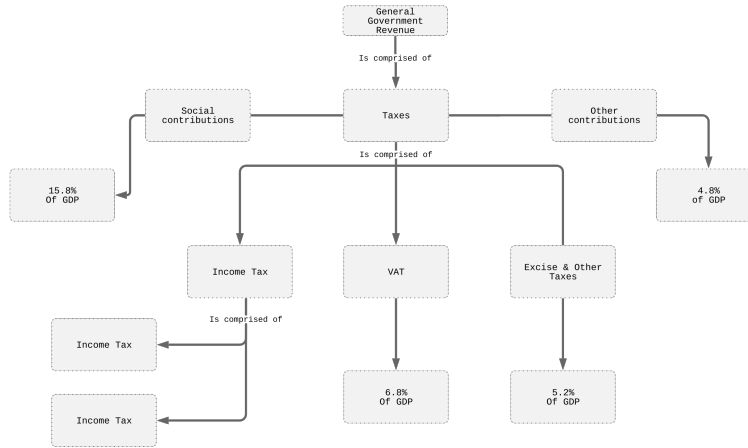 General
Government
Revenue
Is comprised of
Social
contributions
Taxes
Other
contributions
Is comprised of
15.8%
Of GDP
4.8%
of GDP
Income Tax
VAT
Excise & Other
Taxes
Is comprised of
Income Tax
6.8%
Of GDP
5.2%
Of GDP
Income Tax